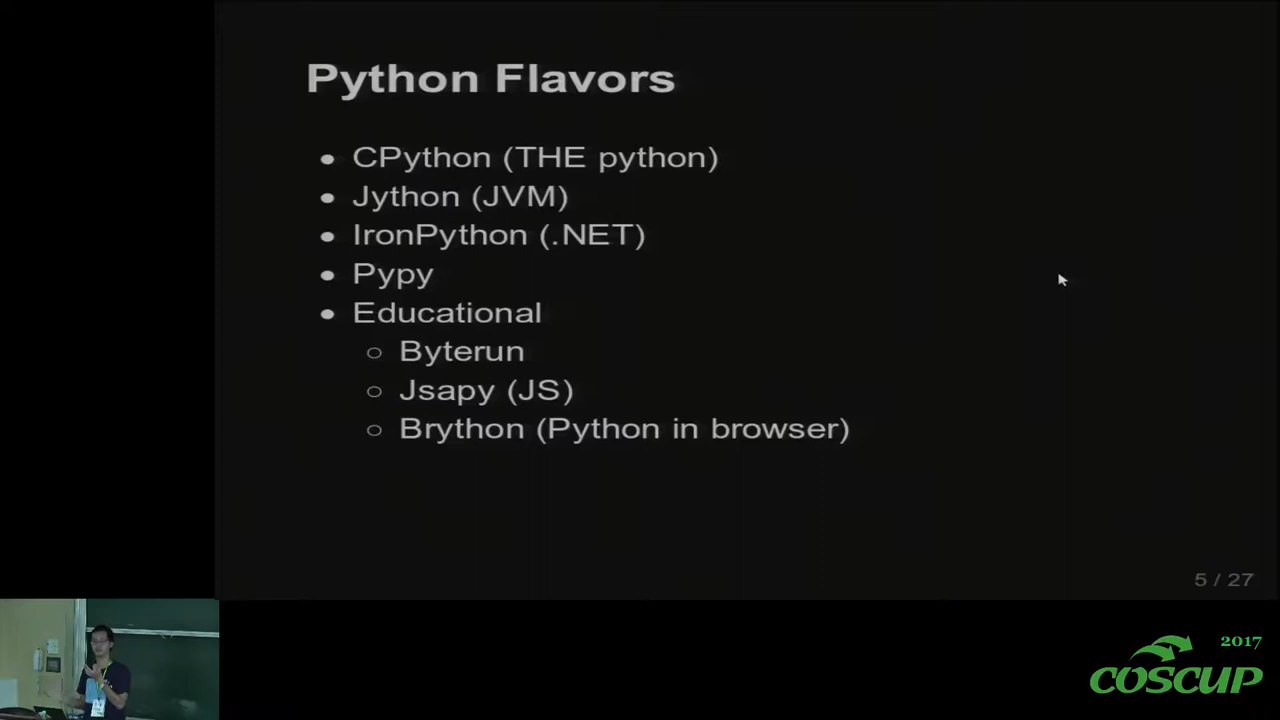 Python Flavors
● CPython (THE python)
● Jython (JVM)
● IronPython (.NET)
● Pypy
● Educational
○ Byterun
○ Jsapy (JS)
○ Brython (Python in browser)
5 / 27
2017
COSCUP